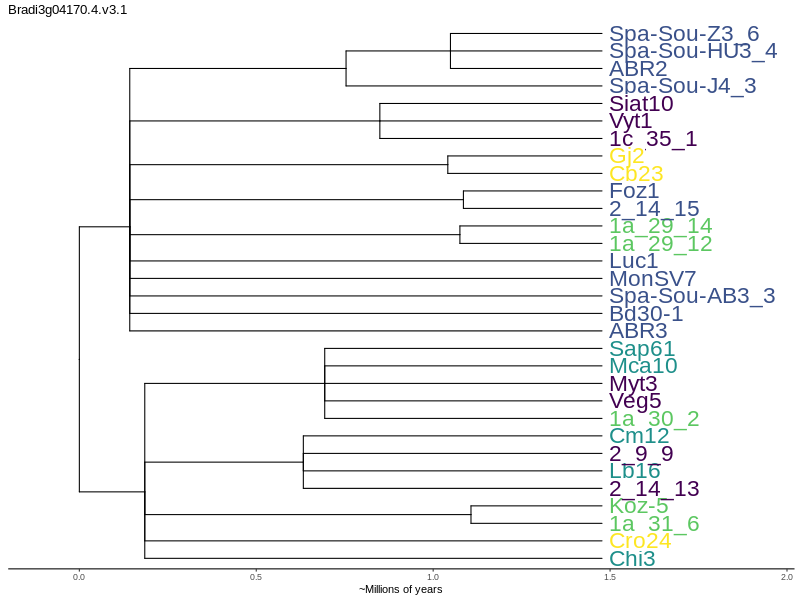 Bradi3g04170.4.v3.1
Spa-Sou-Z3_6
Spa-Sou-HU3_4
ABR2
Spa-Sou-J4_3
Siat10
Vyt1
1c_35_1
Gj2
Cb23
Foz1
2_14_15
1a_29_14
1a_29_12
Luc1
MonSV7
Spa-Sou-AB3_3
Bd30-1
ABR3
Sap61
Mca10
Myt3
Veg5
1a_30_2
Cm12
2_9_9
Lb16
2_14_13
Koz-5
1a_31_6
Cro24
Chi3
0.0 0.5 1.0 1.5 2.0
~Millions of years